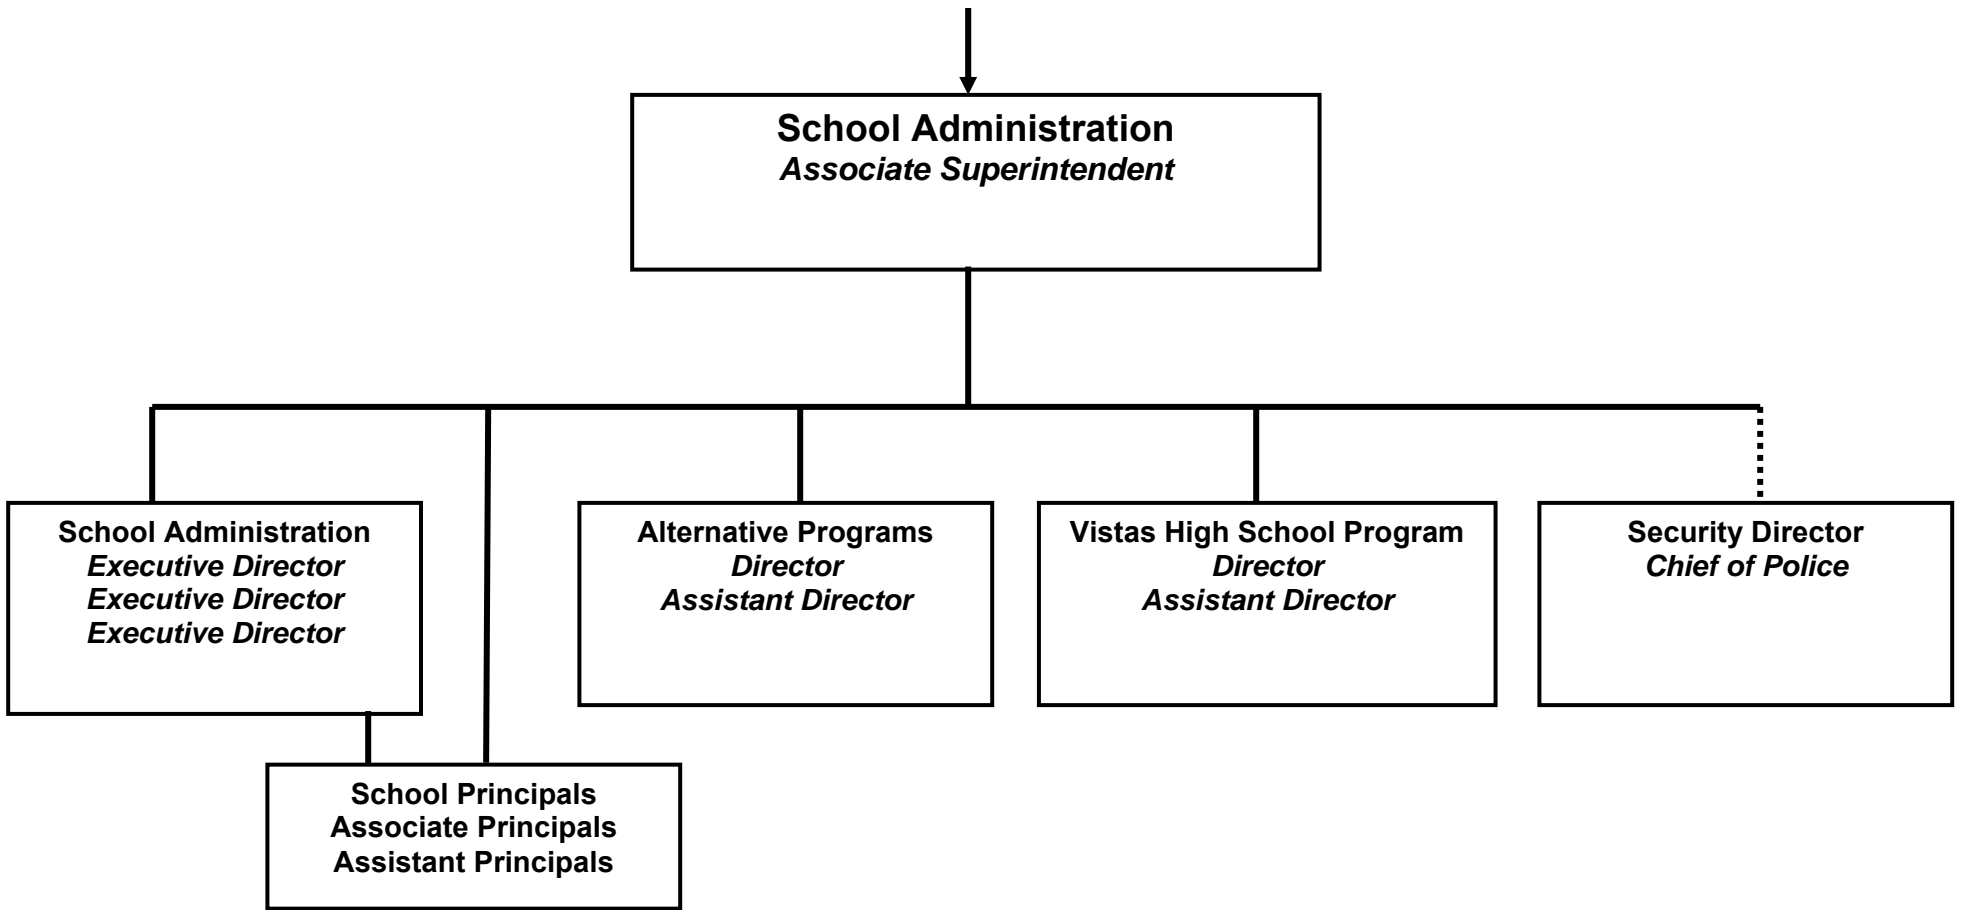 School Administration
Associate Superintendent
School Administration
Executive Director
Executive Director
Executive Director
Alternative Programs
Director
Assistant Director
Vistas High School Program
Director
Assistant Director
Security Director
Chief of Police
School Principals
Associate Principals
Assistant Principals